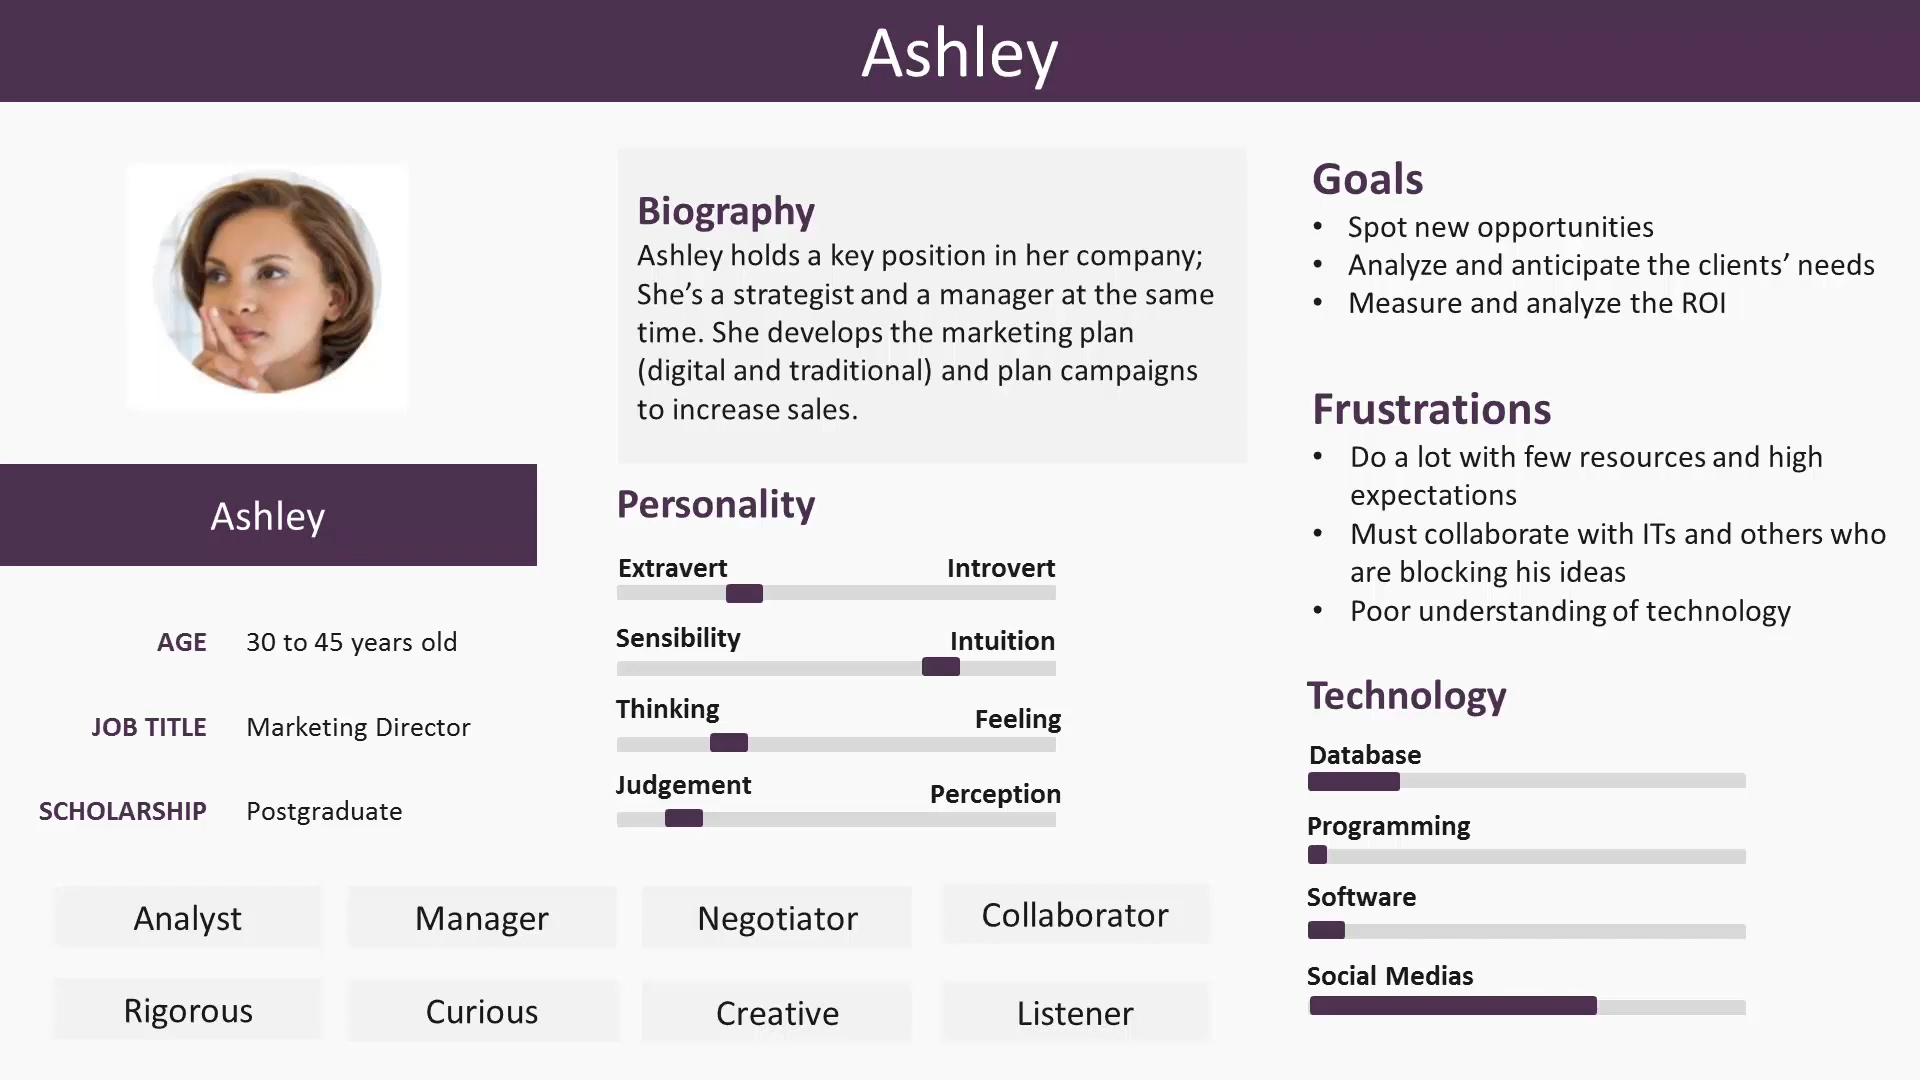 Ashley
Ashley
AGE 30 to 45 years old
JOB TITLE Marketing Director
SCHOLARSHIP Postgraduate
Biography
Ashley holds a key position in her company;
She’s a strategist and a manager at the same
time. She develops the marketing plan
(digital and traditional) and plan campaigns
to increase sales.
Personality
Extravert Introvert
Sensibility Intuition
Thinking Feeling
Judgement Perception
Analyst Manager Negotiator Collaborator
Rigorous Curious Creative Listener
Goals
• Spot new opportunities
• Analyze and anticipate the clients’ needs
• Measure and analyze the ROI
Frustrations
• Do a lot with few resources and high
expectations
• Must collaborate with ITs and others who
are blocking his ideas
• Poor understanding of technology
Technology
Database
Programming
Software
Social Medias